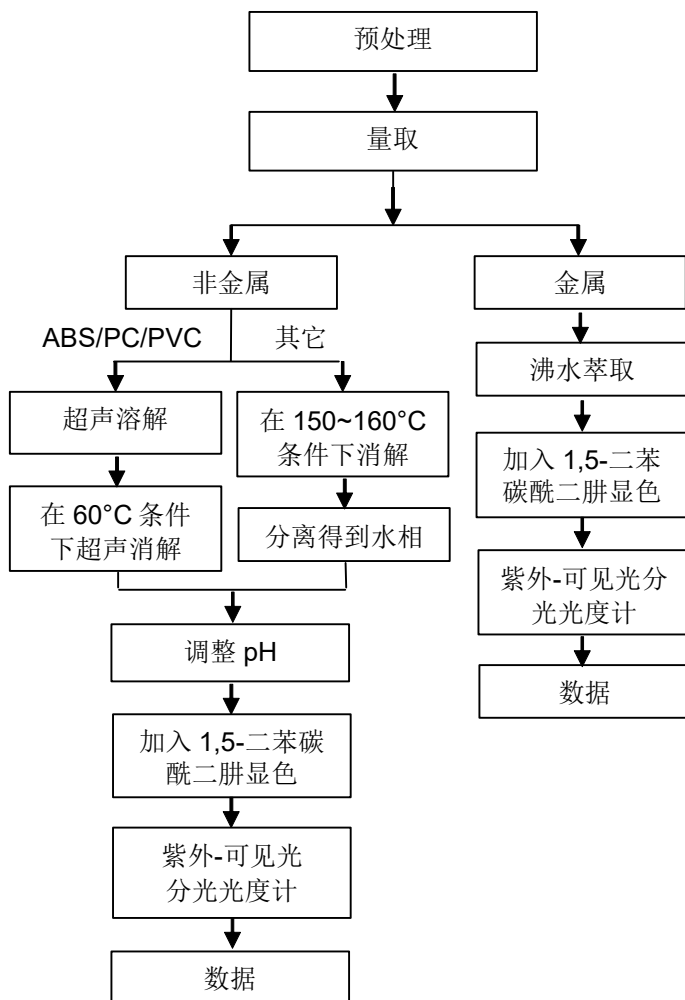 预处理
量取
非金属
金属
ABS/PC/PVC
其它
沸水萃取
超声溶解
在 150~160°C
条件下消解
加入 1,5-二苯
碳酰二肼显色
在 60°C 条件
下超声消解
分离得到水相
紫外-可见光分
光光度计
调整 pH
数据
加入 1,5-二苯碳
酰二肼显色
紫外-可见光
分光光度计
数据